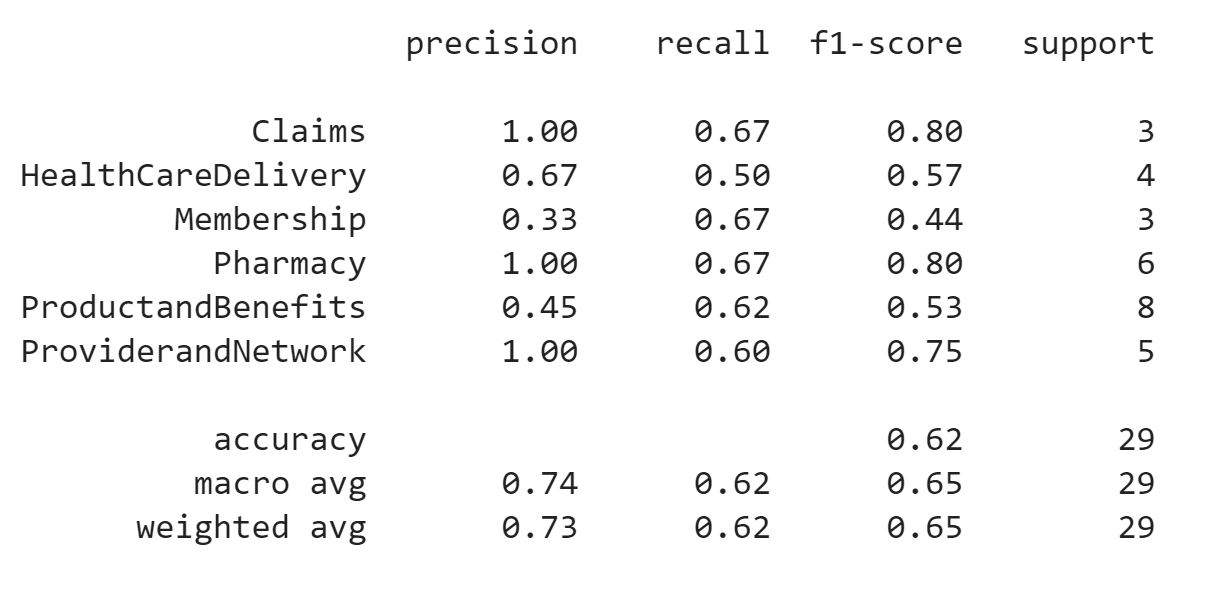 precision recall f1-score support
Claims 1.00 0.67 0.80 3
HealthCareDelivery 0.67 0.50 0.57 4
Membership 0.33 0.67 0.44 3
Pharmacy 1.00 0.67 0.80 6
ProductandBenefits 0.45 0.62 0.53 8
ProviderandNetwork 1.00 0.60 0.75 5
accuracy 0.62 29
macro avg 0.74 0.62 0.65 29
weighted avg 0.73 0.62 0.65 29